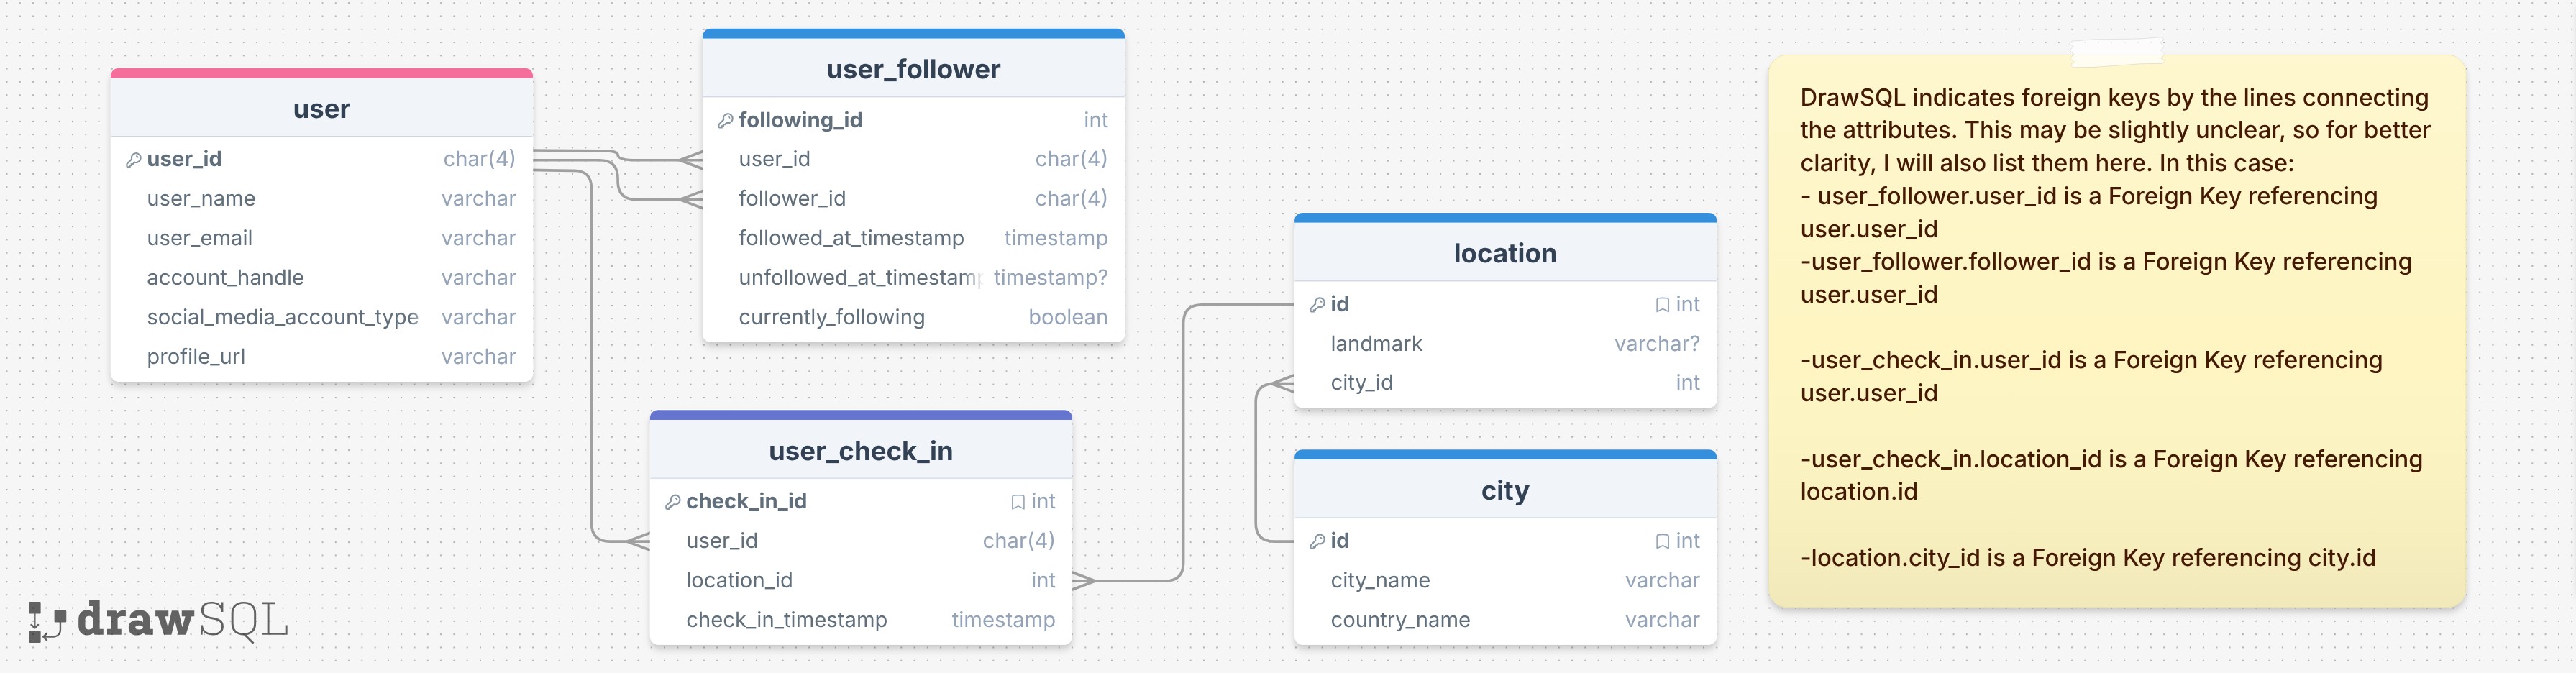 user
user_id char(4)
user_name varchar
user_email varchar
account_handle varchar
social_media_account_type varchar
profile_url varchar
user_follower
following_id int
user_id char(4)
follower_id char(4)
followed_at_timestamp timestamp
unfollowed_at_timestamp timestamp?
currently_following boolean
user_check_in
check_in_id int
user_id char(4)
location_id int
check_in_timestamp timestamp
location
id int
landmark varchar?
city_id int
city
id int
city_name varchar
country_name varchar
DrawSQL indicates foreign keys by the lines connecting
the attributes. This may be slightly unclear, so for better
clarity, I will also list them here. In this case:
- user_follower.user_id is a Foreign Key referencing
user.user_id
-user_follower.follower_id is a Foreign Key referencing
user.user_id
-user_check_in.user_id is a Foreign Key referencing
user.user_id
-user_check_in.location_id is a Foreign Key referencing
location.id
-location.city_id is a Foreign Key referencing city.id
drawSQL